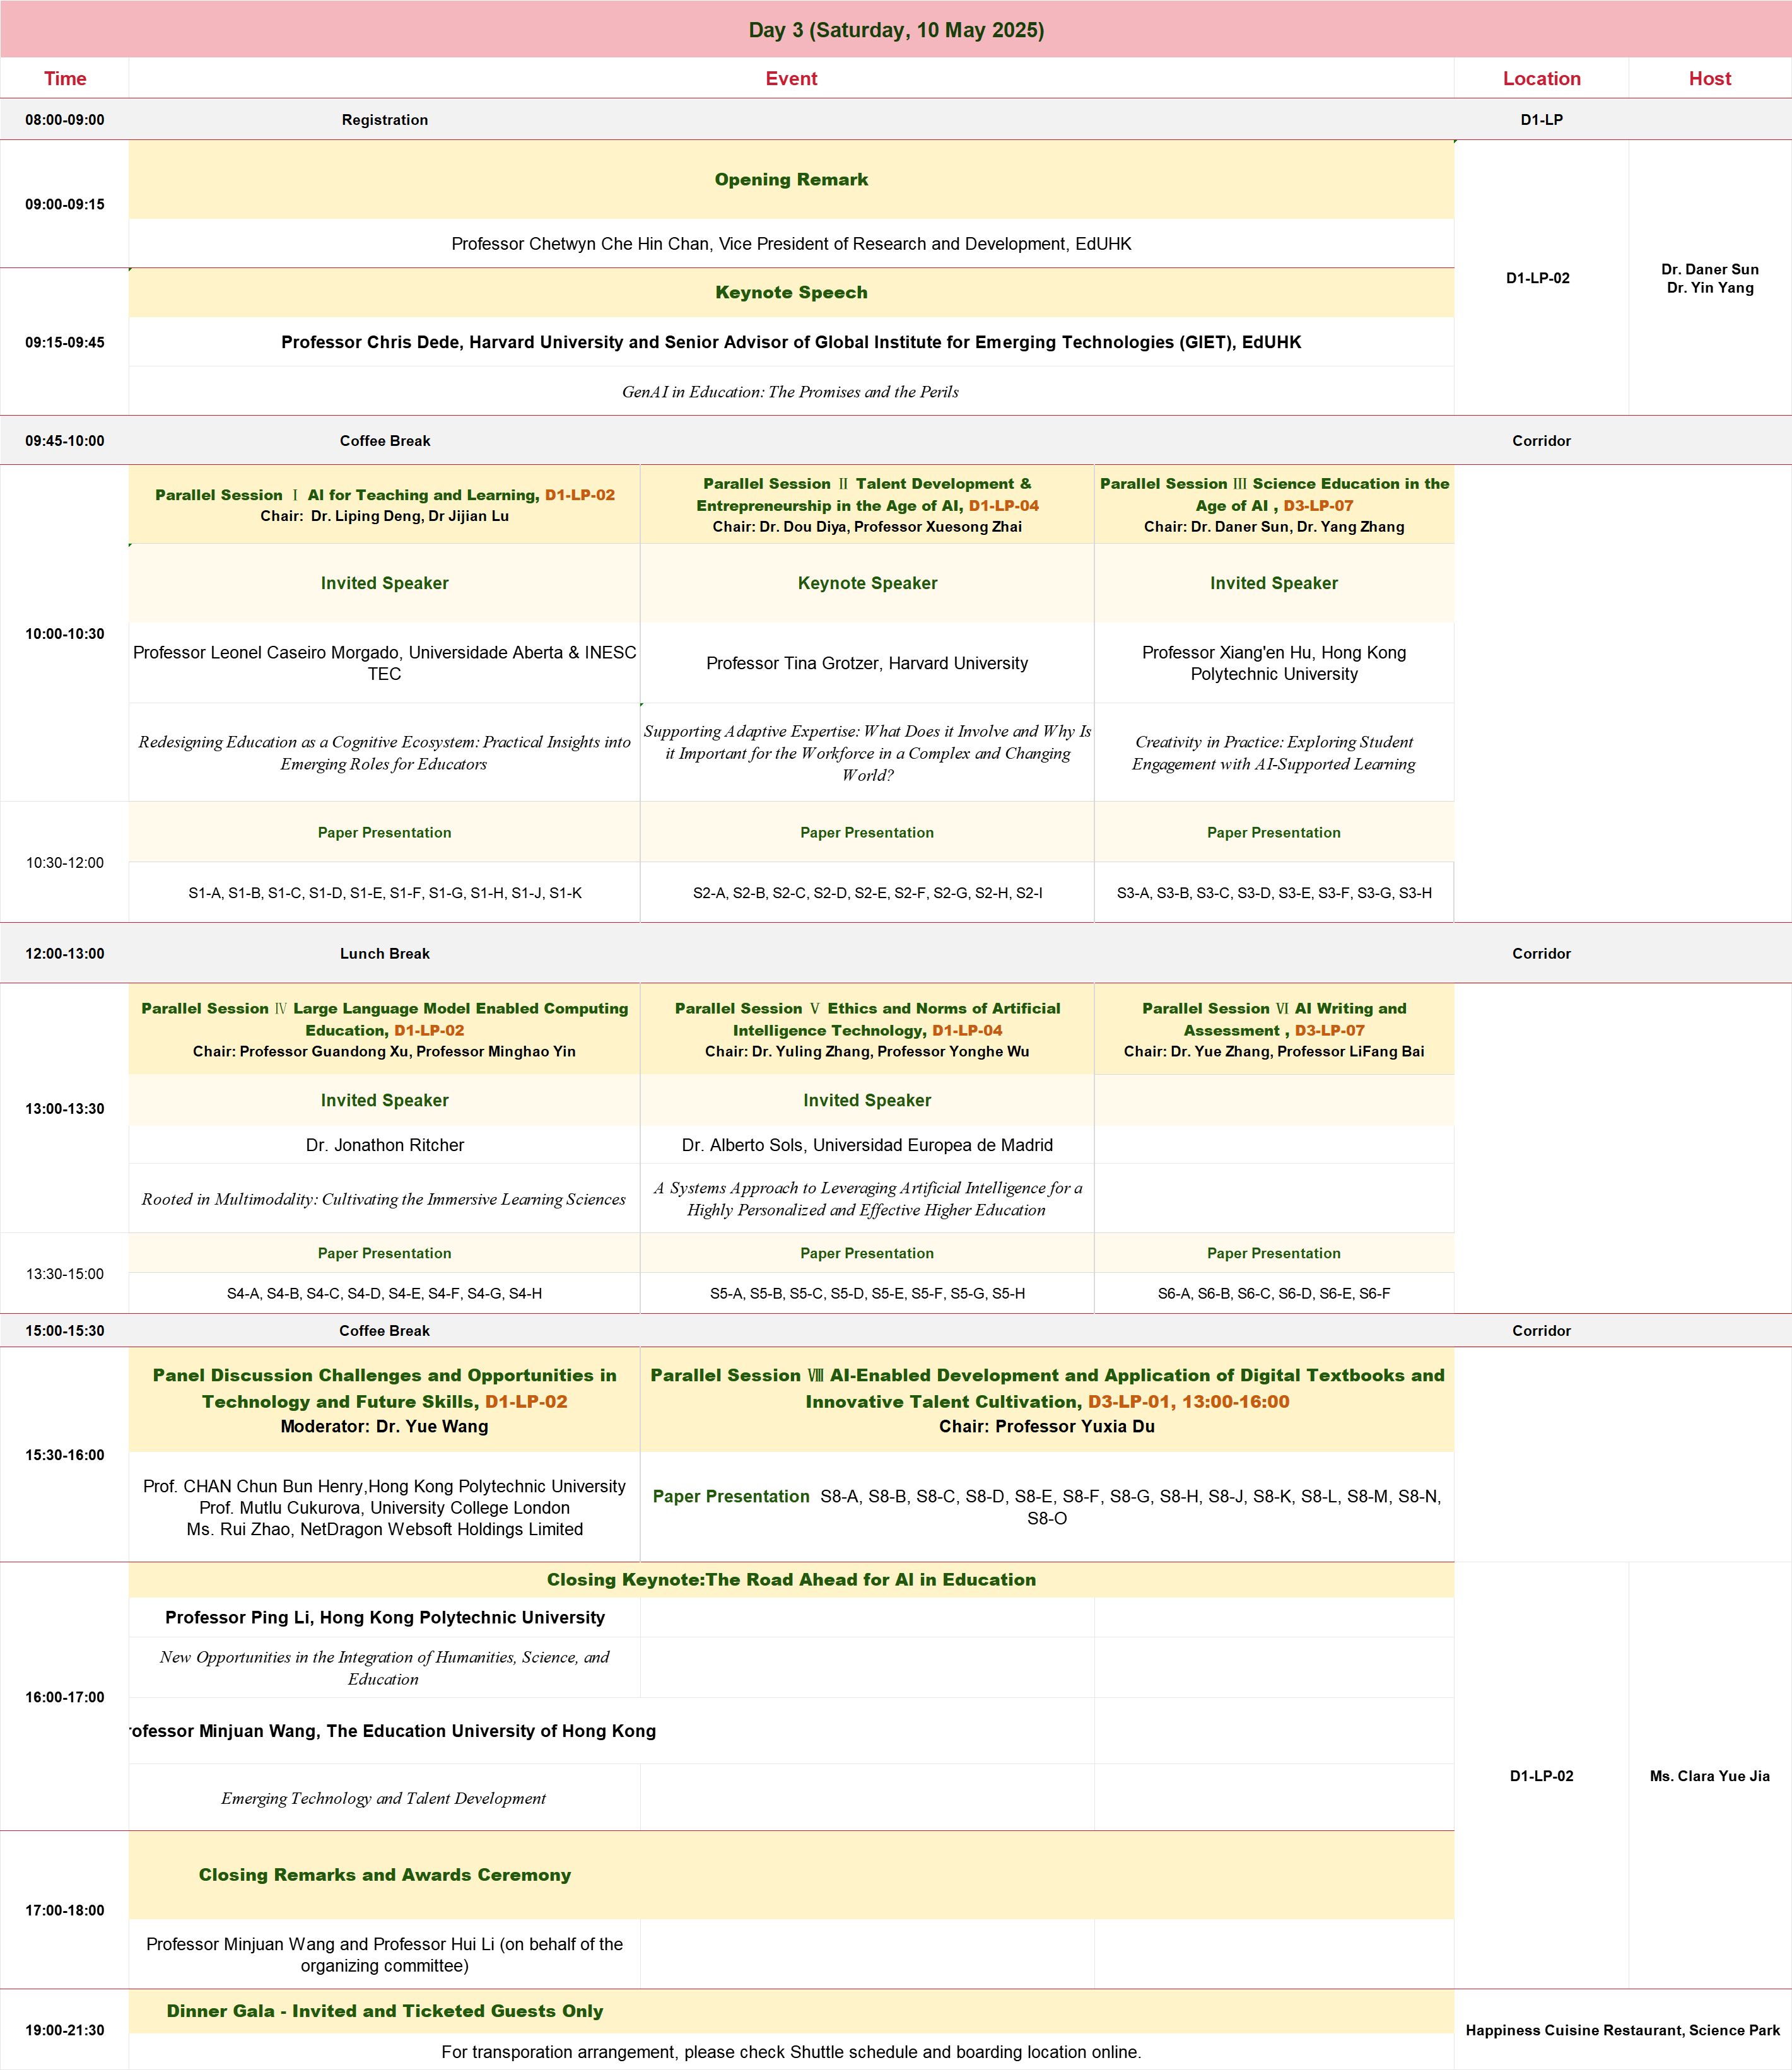 Day 3 (Saturday, 10 May 2025)
Time
Event
Location
Host
08:00-09:00
Registration
D1-LP
09:00-09:15
Opening Remark
Professor Chetwyn Che Hin Chan, Vice President of Research and Development, EdUHK
D1-LP-02
Dr. Daner Sun
Dr. Yin Yang
09:15-09:45
Keynote Speech
Professor Chris Dede, Harvard University and Senior Advisor of Global Institute for Emerging Technologies (GIET), EdUHK
GenAI in Education: The Promises and the Perils
09:45-10:00
Coffee Break
Corridor
10:00-10:30
Parallel Session Ⅰ AI for Teaching and Learning, D1-LP-02
Chair: Dr. Liping Deng, Dr Jijian Lu
Parallel Session Ⅱ Talent Development &
Entrepreneurship in the Age of AI, D1-LP-04
Chair: Dr. Dou Diya, Professor Xuesong Zhai
Parallel Session Ⅲ Science Education in the
Age of AI , D3-LP-07
Chair: Dr. Daner Sun, Dr. Yang Zhang
Invited Speaker
Keynote Speaker
Invited Speaker
Professor Leonel Caseiro Morgado, Universidade Aberta & INESC
TEC
Professor Tina Grotzer, Harvard University
Professor Xiang'en Hu, Hong Kong
Polytechnic University
Redesigning Education as a Cognitive Ecosystem: Practical Insights into
Emerging Roles for Educators
Supporting Adaptive Expertise: What Does it Involve and Why Is
it Important for the Workforce in a Complex and Changing
World?
Creativity in Practice: Exploring Student
Engagement with AI-Supported Learning
10:30-12:00
Paper Presentation
Paper Presentation
Paper Presentation
S1-A, S1-B, S1-C, S1-D, S1-E, S1-F, S1-G, S1-H, S1-J, S1-K
S2-A, S2-B, S2-C, S2-D, S2-E, S2-F, S2-G, S2-H, S2-I
S3-A, S3-B, S3-C, S3-D, S3-E, S3-F, S3-G, S3-H
12:00-13:00
Lunch Break
Corridor
13:00-13:30
Parallel Session Ⅳ Large Language Model Enabled Computing
Education, D1-LP-02
Chair: Professor Guandong Xu, Professor Minghao Yin
Parallel Session Ⅴ Ethics and Norms of Artificial
Intelligence Technology, D1-LP-04
Chair: Dr. Yuling Zhang, Professor Yonghe Wu
Parallel Session Ⅵ AI Writing and
Assessment , D3-LP-07
Chair: Dr. Yue Zhang, Professor LiFang Bai
Invited Speaker
Invited Speaker
Dr. Jonathon Ritcher
Dr. Alberto Sols, Universidad Europea de Madrid
Rooted in Multimodality: Cultivating the Immersive Learning Sciences
A Systems Approach to Leveraging Artificial Intelligence for a
Highly Personalized and Effective Higher Education
13:30-15:00
Paper Presentation
Paper Presentation
Paper Presentation
S4-A, S4-B, S4-C, S4-D, S4-E, S4-F, S4-G, S4-H
S5-A, S5-B, S5-C, S5-D, S5-E, S5-F, S5-G, S5-H
S6-A, S6-B, S6-C, S6-D, S6-E, S6-F
15:00-15:30
Coffee Break
Corridor
15:30-16:00
Panel Discussion Challenges and Opportunities in
Technology and Future Skills, D1-LP-02
Moderator: Dr. Yue Wang
Parallel Session Ⅷ AI-Enabled Development and Application of Digital Textbooks and
Innovative Talent Cultivation, D3-LP-01, 13:00-16:00
Chair: Professor Yuxia Du
Prof. CHAN Chun Bun Henry,Hong Kong Polytechnic University
Prof. Mutlu Cukurova, University College London
Ms. Rui Zhao, NetDragon Websoft Holdings Limited
Paper Presentation S8-A, S8-B, S8-C, S8-D, S8-E, S8-F, S8-G, S8-H, S8-J, S8-K, S8-L, S8-M, S8-N,
S8-O
16:00-17:00
Closing Keynote:The Road Ahead for AI in Education
Professor Ping Li, Hong Kong Polytechnic University
New Opportunities in the Integration of Humanities, Science, and
Education
rofessor Minjuan Wang, The Education University of Hong Kong
Emerging Technology and Talent Development
D1-LP-02
Ms. Clara Yue Jia
17:00-18:00
Closing Remarks and Awards Ceremony
Professor Minjuan Wang and Professor Hui Li (on behalf of the
organizing committee)
19:00-21:30
Dinner Gala - Invited and Ticketed Guests Only
For transporation arrangement, please check Shuttle schedule and boarding location online.
Happiness Cuisine Restaurant, Science Park